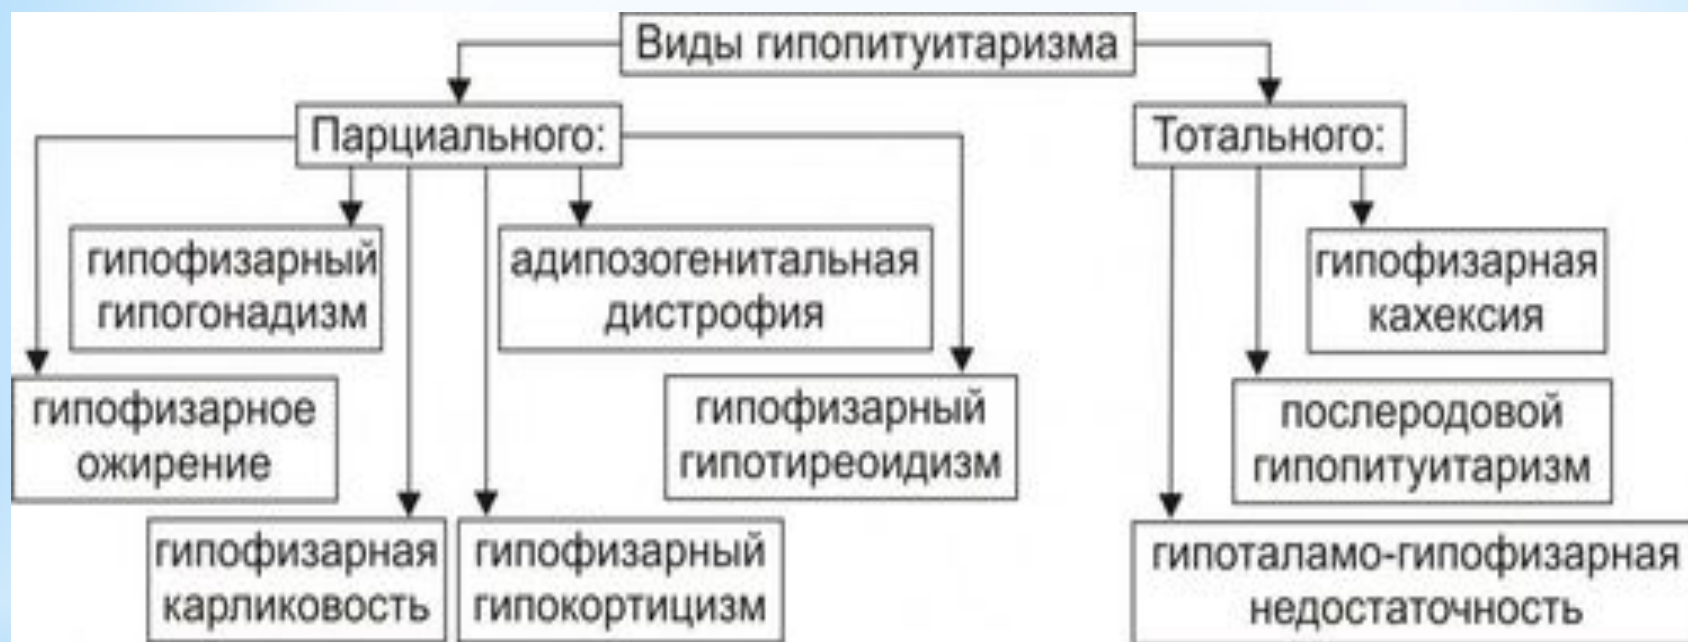 Виды гипопитуитаризма
Парциального:
Тотального:
гипофизарный
гипогонадизм
адипозогенитальная
дистрофия
гипофизарная
кахексия
гипофизарное
ожирение
гипофизарный
гипотиреоидизм
послеродовой
гипопитуитаризм
гипофизарная
карликовость
гипофизарный
гипокортицизм
гипоталамо-гипофизарная
недостаточность